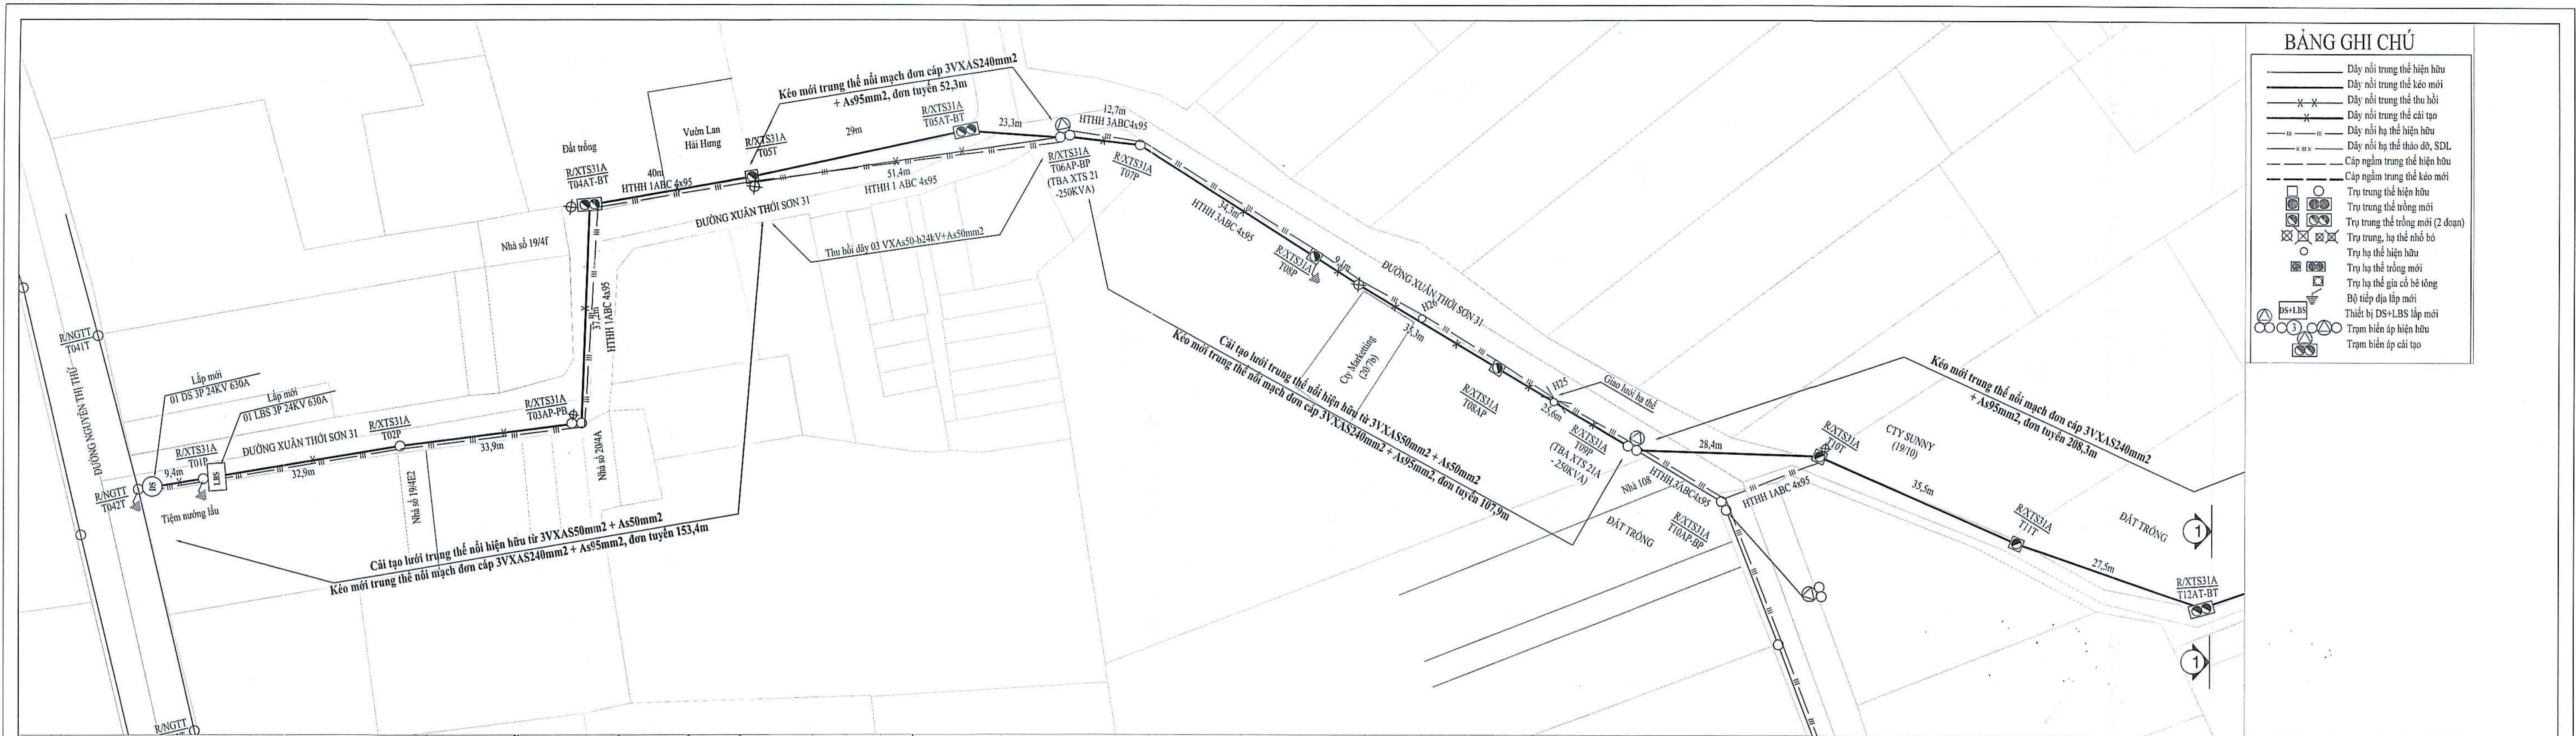 BẢNG GHI CHÚ
Dây nổi trung thế hiện hữu
Dây nổi trung thế kéo mới
Dây nổi trung thế thu hồi
Dây nổi trung thế cải tạo
Dây nổi hạ thế hiện hữu
Dây nổi hạ thế tháo dỡ, SDL
Cáp ngầm trung thế hiện hữu
Cáp ngầm trung thế kéo mới
Trụ trung thế hiện hữu
Trụ trung thế trồng mới
Trụ trung thế trồng mới (2 đoạn)
Trụ trung, hạ thế nhổ bỏ
Trụ hạ thế hiện hữu
Trụ hạ thế trồng mới
Trụ hạ thế gia cố bê tông
Bộ tiếp địa lắp mới
DS+LBS
Thiết bị DS+LBS lắp mới
3
Trạm biến áp hiện hữu
Trạm biến áp cải tạo
Kéo mới trung thế nổi mạch đơn cáp 3VXAS240mm2
+ As95mm2, đơn tuyến 52,3m
Vườn Lan
Hải Hưng
R/XTS31A
T05T
29m
R/XTS31A
T05AT-BT
23,3m
12,7m
HTHH 3ABC4x95
Đất trống
R/XTS31A
T04AT-BT
40m
HTHH 1ABC 4x95
51,4m
HTHH 1 ABC 4x95
R/XTS31A
T06AP-BP
(TBA XTS 21
-250KVA)
R/XTS31A
T07P
ĐƯỜNG XUÂN THỚI SƠN 31
Nhà số 19/4f
Thu hồi dây 03 VXAs50-b24kV+As50mm2
37,2m
HTHH 1ABC 4x95
34,3m
HTHH 3ABC 4x95
R/XTS31A
T08P
9,1m
ĐƯỜNG XUÂN THỚI SƠN 31
H26
35,3m
Cty Marketting
(20/7b)
R/XTS31A
T08AP
H25
25,6m
Giao lưới hạ thế
R/XTS31A
T09P
(TBA XTS 21A
- 250KVA)
Cải tạo lưới trung thế nổi hiện hữu từ 3VXAS50mm2 + As50mm2
Kéo mới trung thế nổi mạch đơn cáp 3VXAS240mm2 + As95mm2, đơn tuyến 107,9m
Kéo mới trung thế nổi mạch đơn cáp 3VXAS240mm2
+ As95mm2, đơn tuyến 208,3m
28,4m
R/XTS31A
T10T
CTY SUNNY
(19/10)
HTHH 3ABC4x95
HTHH 1ABC 4x95
Nhà 108
ĐẤT TRỐNG
R/XTS31A
T10AP-BP
35,5m
R/XTS31A
T11T
ĐẤT TRỐNG
27,5m
R/XTS31A
T12AT-BT
1
1
R/NGTT
T041T
ĐƯỜNG NGUYỄN THỊ THỬ
Lắp mới
01 DS 3P 24KV 630A
Lắp mới
01 LBS 3P 24KV 630A
R/XTS31A
T01P
9,4m
DS
LBS
ĐƯỜNG XUÂN THỚI SƠN 31
32,9m
R/XTS31A
T02P
33,9m
R/XTS31A
T03AP-PB
Nhà số 20/4A
Nhà số 19/4E2
R/NGTT
T042T
Tiệm nướng lẩu
Cải tạo lưới trung thế nổi hiện hữu từ 3VXAS50mm2 + As50mm2
Kéo mới trung thế nổi mạch đơn cáp 3VXAS240mm2 + As95mm2, đơn tuyến 153,4m
R/NGTT